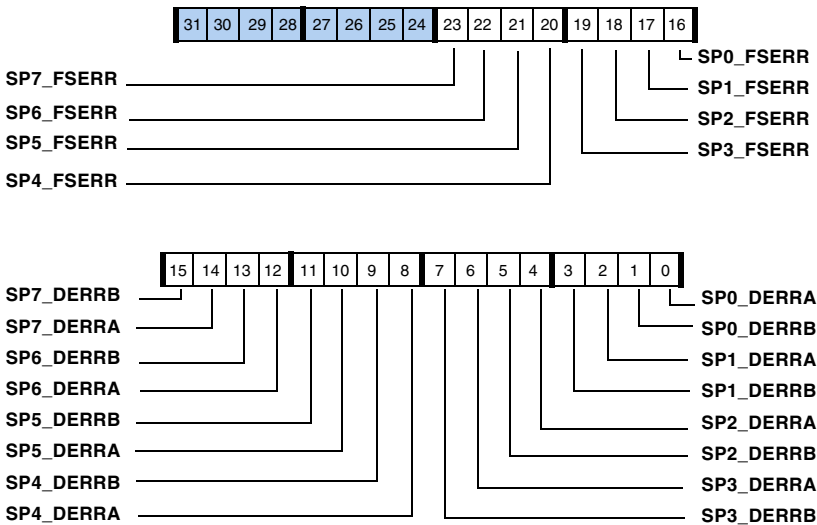 31 30 29 28 27 26 25 24 23 22 21 20 19 18 17 16
SP0_FSERR
SP7_FSERR
SP1_FSERR
SP6_FSERR
SP2_FSERR
SP5_FSERR
SP3_FSERR
SP4_FSERR
15 14 13 12 11 10 9 8 7 6 5 4 3 2 1 0
SP7_DERRB
SP0_DERRA
SP7_DERRA
SP0_DERRB
SP6_DERRB
SP1_DERRA
SP6_DERRA
SP1_DERRB
SP5_DERRB
SP2_DERRA
SP5_DERRA
SP2_DERRB
SP4_DERRB
SP3_DERRA
SP4_DERRA
SP3_DERRB